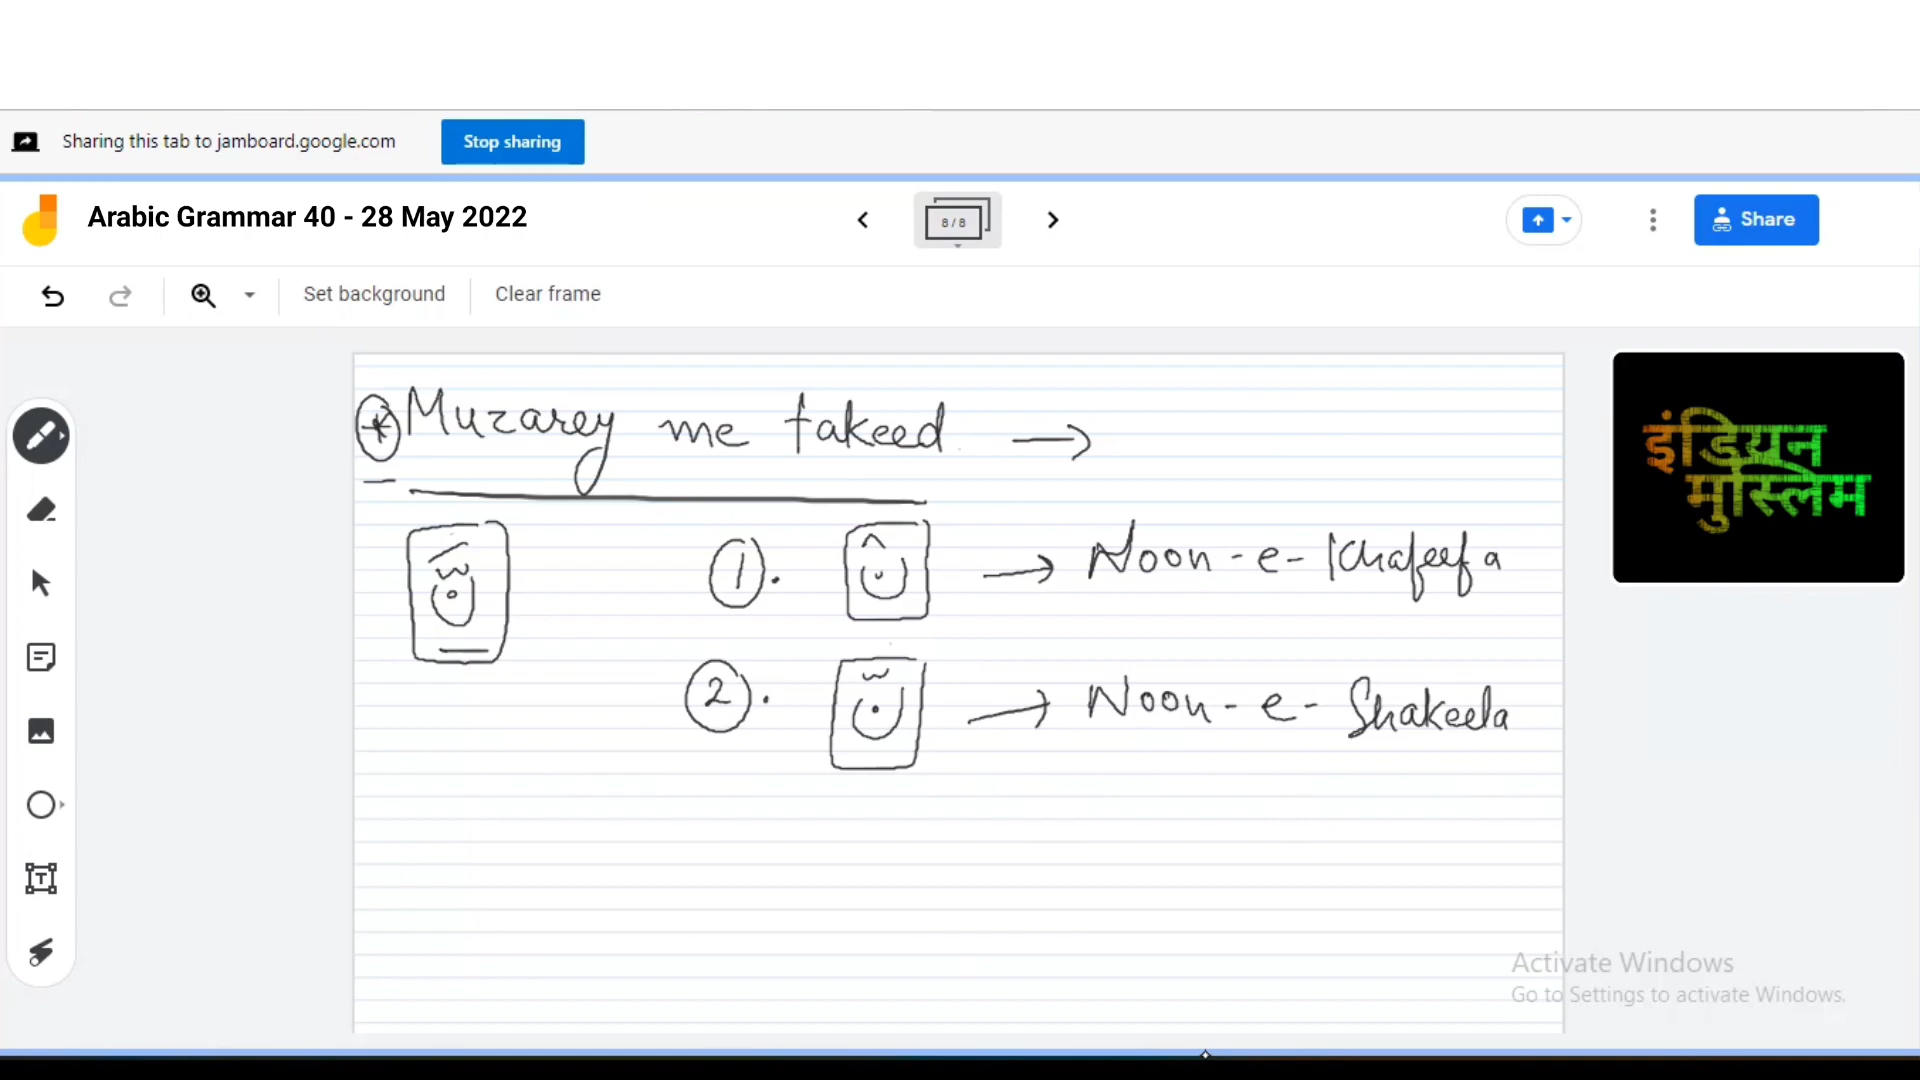 Sharing this tab to jamboard.google.com Stop sharing
Arabic Grammar 40 - 28 May 2022
8 / 8
Share
Set background Clear frame
Muzarey me takeed →
نَّ
1. نْ → Noon-e-Khafeefa
2. نّ → Noon-e-Shakeela
इंडियन
मुस्लिम
Activate Windows
Go to Settings to activate Windows.